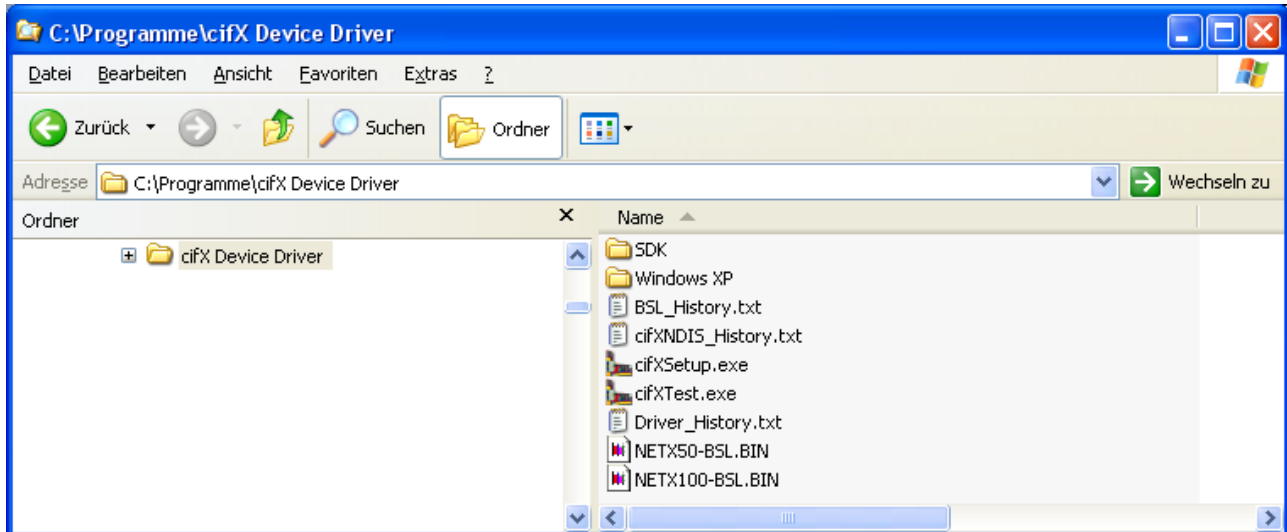 C:\Programme\cifX Device Driver
Datei Bearbeiten Ansicht Favoriten Extras ?
Zurück Suchen Ordner
Adresse C:\Programme\cifX Device Driver Wechseln zu
Ordner Name
cifX Device Driver
SDK
Windows XP
BSL_History.txt
cifXNDIS_History.txt
cifXSetup.exe
cifXTest.exe
Driver_History.txt
NETX50-BSL.BIN
NETX100-BSL.BIN